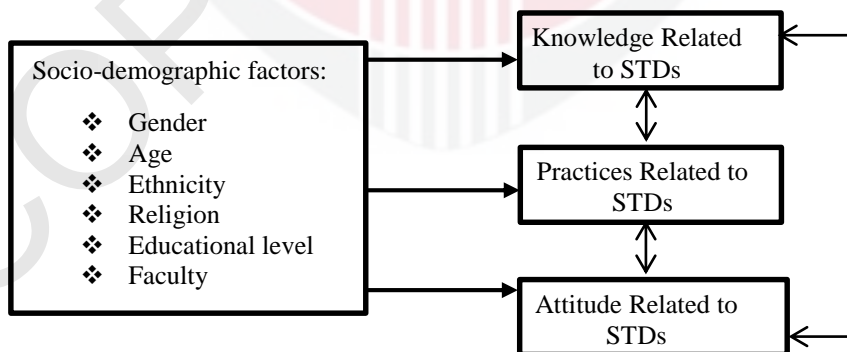 Socio-demographic factors:
❖ Gender
❖ Age
❖ Ethnicity
❖ Religion
❖ Educational level
❖ Faculty
Knowledge Related
to STDs
Practices Related to
STDs
Attitude Related to
STDs